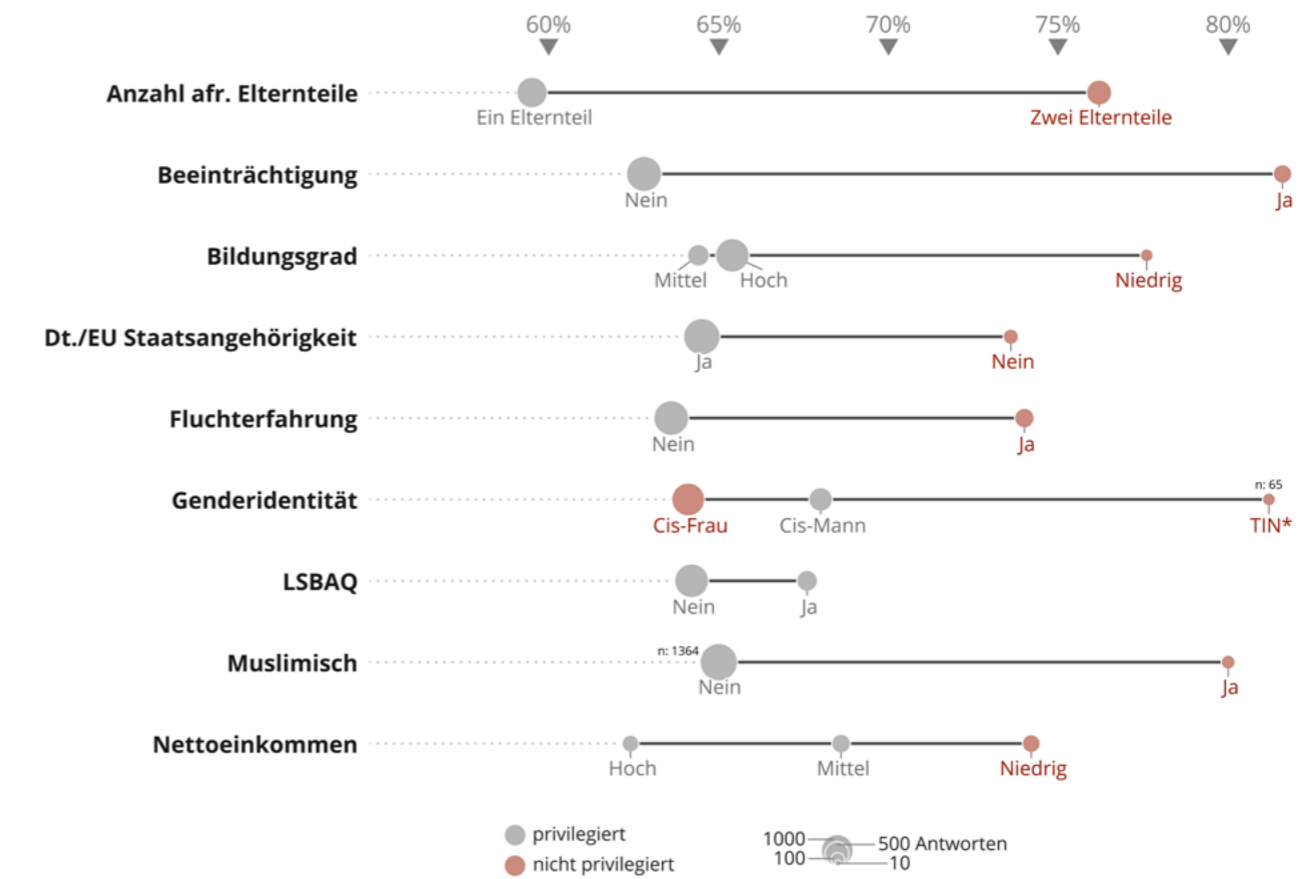 60% 65% 70% 75% 80%
Anzahl afr. Elternteile
Ein Elternteil Zwei Elternteile
Beeinträchtigung
Nein Ja
Bildungsgrad
Mittel Hoch Niedrig
Dt./EU Staatsangehörigkeit
Ja Nein
Fluchterfahrung
Nein Ja
n: 65
Genderidentität
Cis-Frau Cis-Mann TIN*
LSBAQ
Nein Ja
n: 1364
Muslimisch
Nein Ja
Nettoeinkommen
Hoch Mittel Niedrig
privilegiert
nicht privilegiert
1000 500 Antworten
100 10